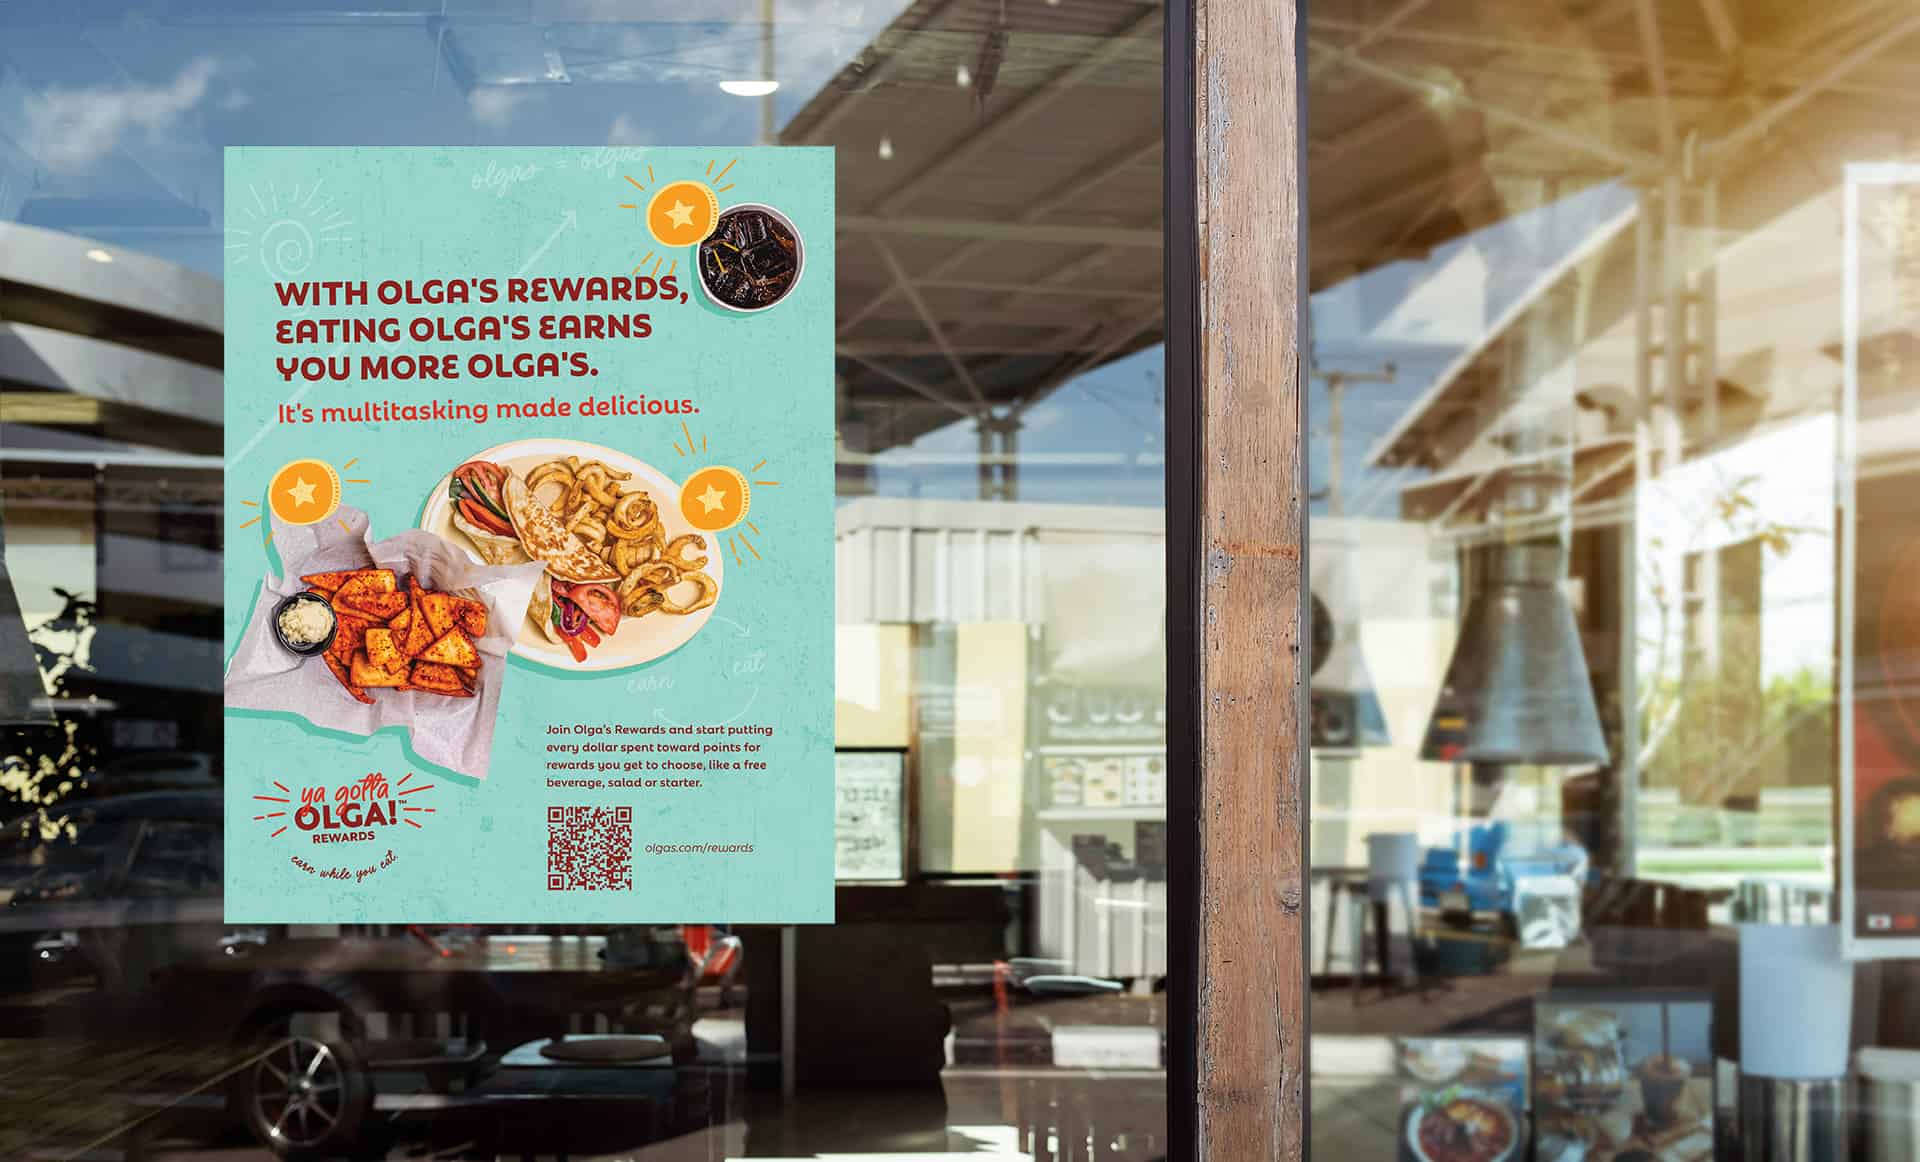 olgas = olgas
WITH OLGA'S REWARDS,
EATING OLGA'S EARNS
YOU MORE OLGA'S.
It's multitasking made delicious.
eat
earn
Join Olga's Rewards and start putting
every dollar spent toward points for
rewards you get to choose, like a free
beverage, salad or starter.
ya gotta
OLGA!™
REWARDS
earn while you eat.
olgas.com/rewards